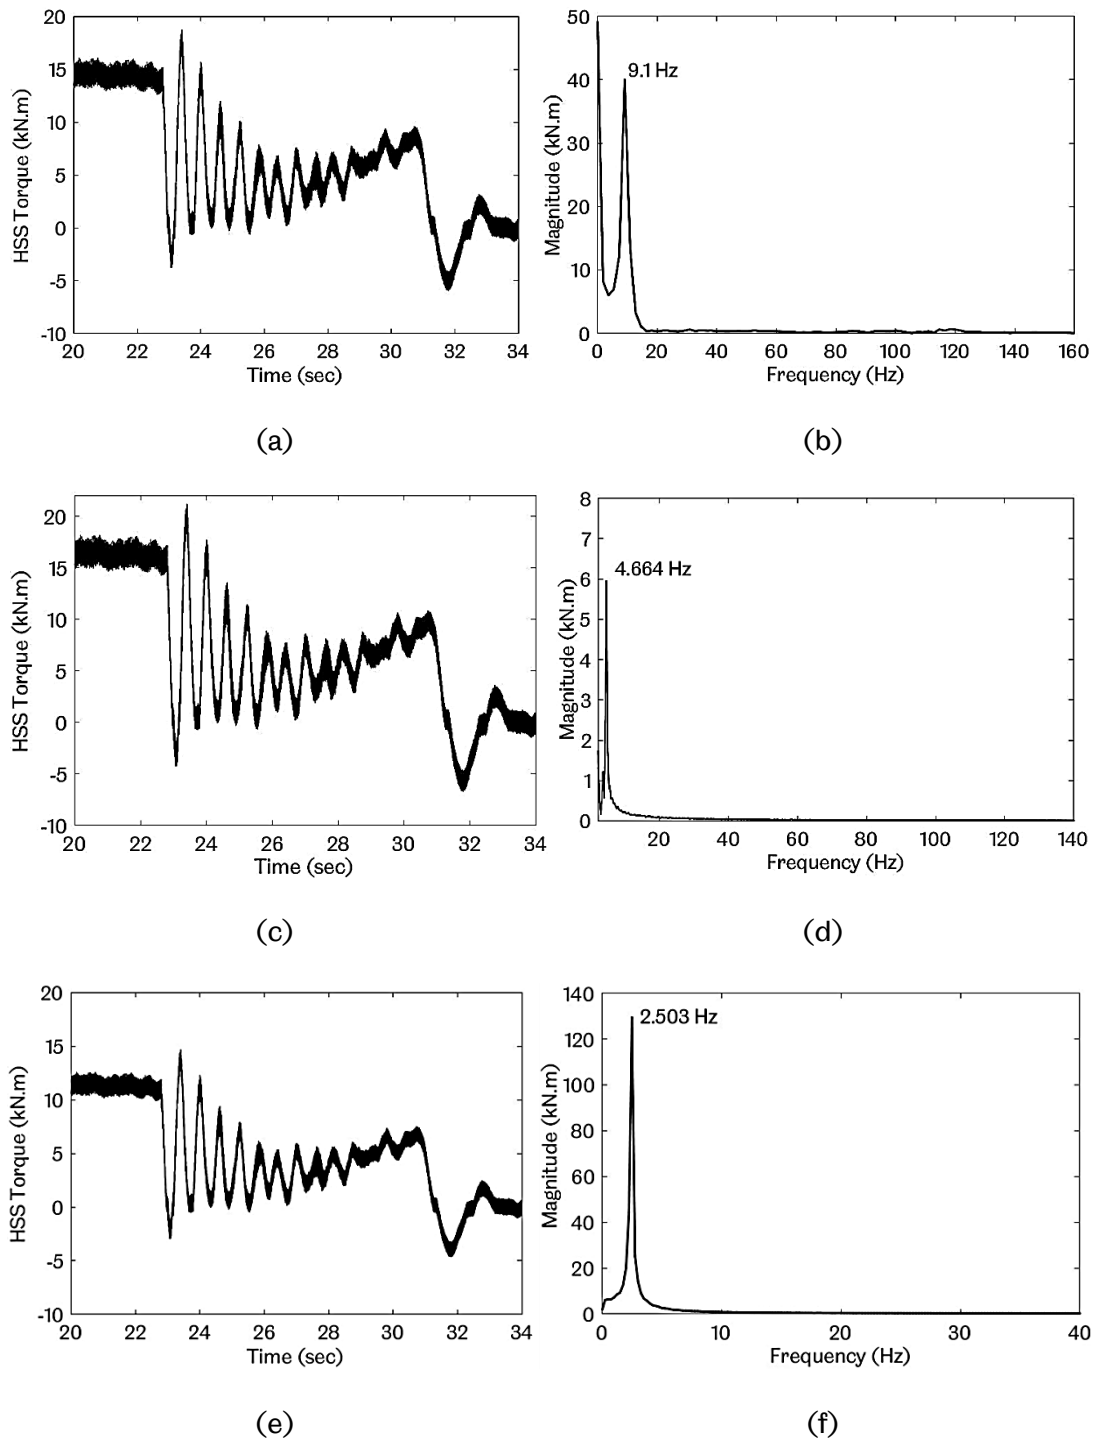 20
15
10
5
0
-5
-10
20 22 24 26 28 30 32 34
HSS Torque (kN.m)
Time (sec)
(a)
50
40
30
20
10
0
0 20 40 60 80 100 120 140 160
Magnitude (kN.m)
9.1 Hz
Frequency (Hz)
(b)
20
15
10
5
0
-5
-10
20 22 24 26 28 30 32 34
HSS Torque (kN.m)
Time (sec)
(c)
8
7
6
5
4
3
2
1
0
20 40 60 80 100 120 140
Magnitude (kN.m)
4.664 Hz
Frequency (Hz)
(d)
20
15
10
5
0
-5
-10
20 22 24 26 28 30 32 34
HSS Torque (kN.m)
Time (sec)
(e)
140
120
100
80
60
40
20
0
0 10 20 30 40
Magnitude (kN.m)
2.503 Hz
Frequency (Hz)
(f)